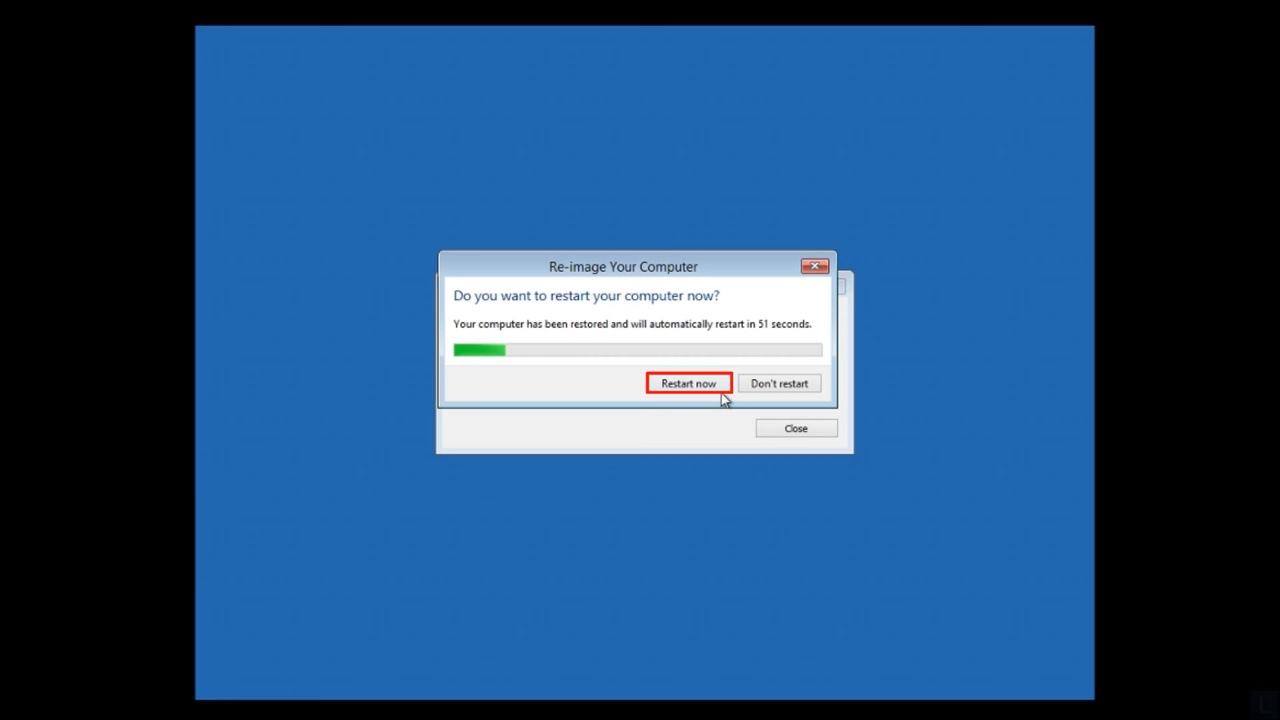 Re-image Your Computer
Do you want to restart your computer now?
Your computer has been restored and will automatically restart in 51 seconds.
Restart now Don't restart
Close